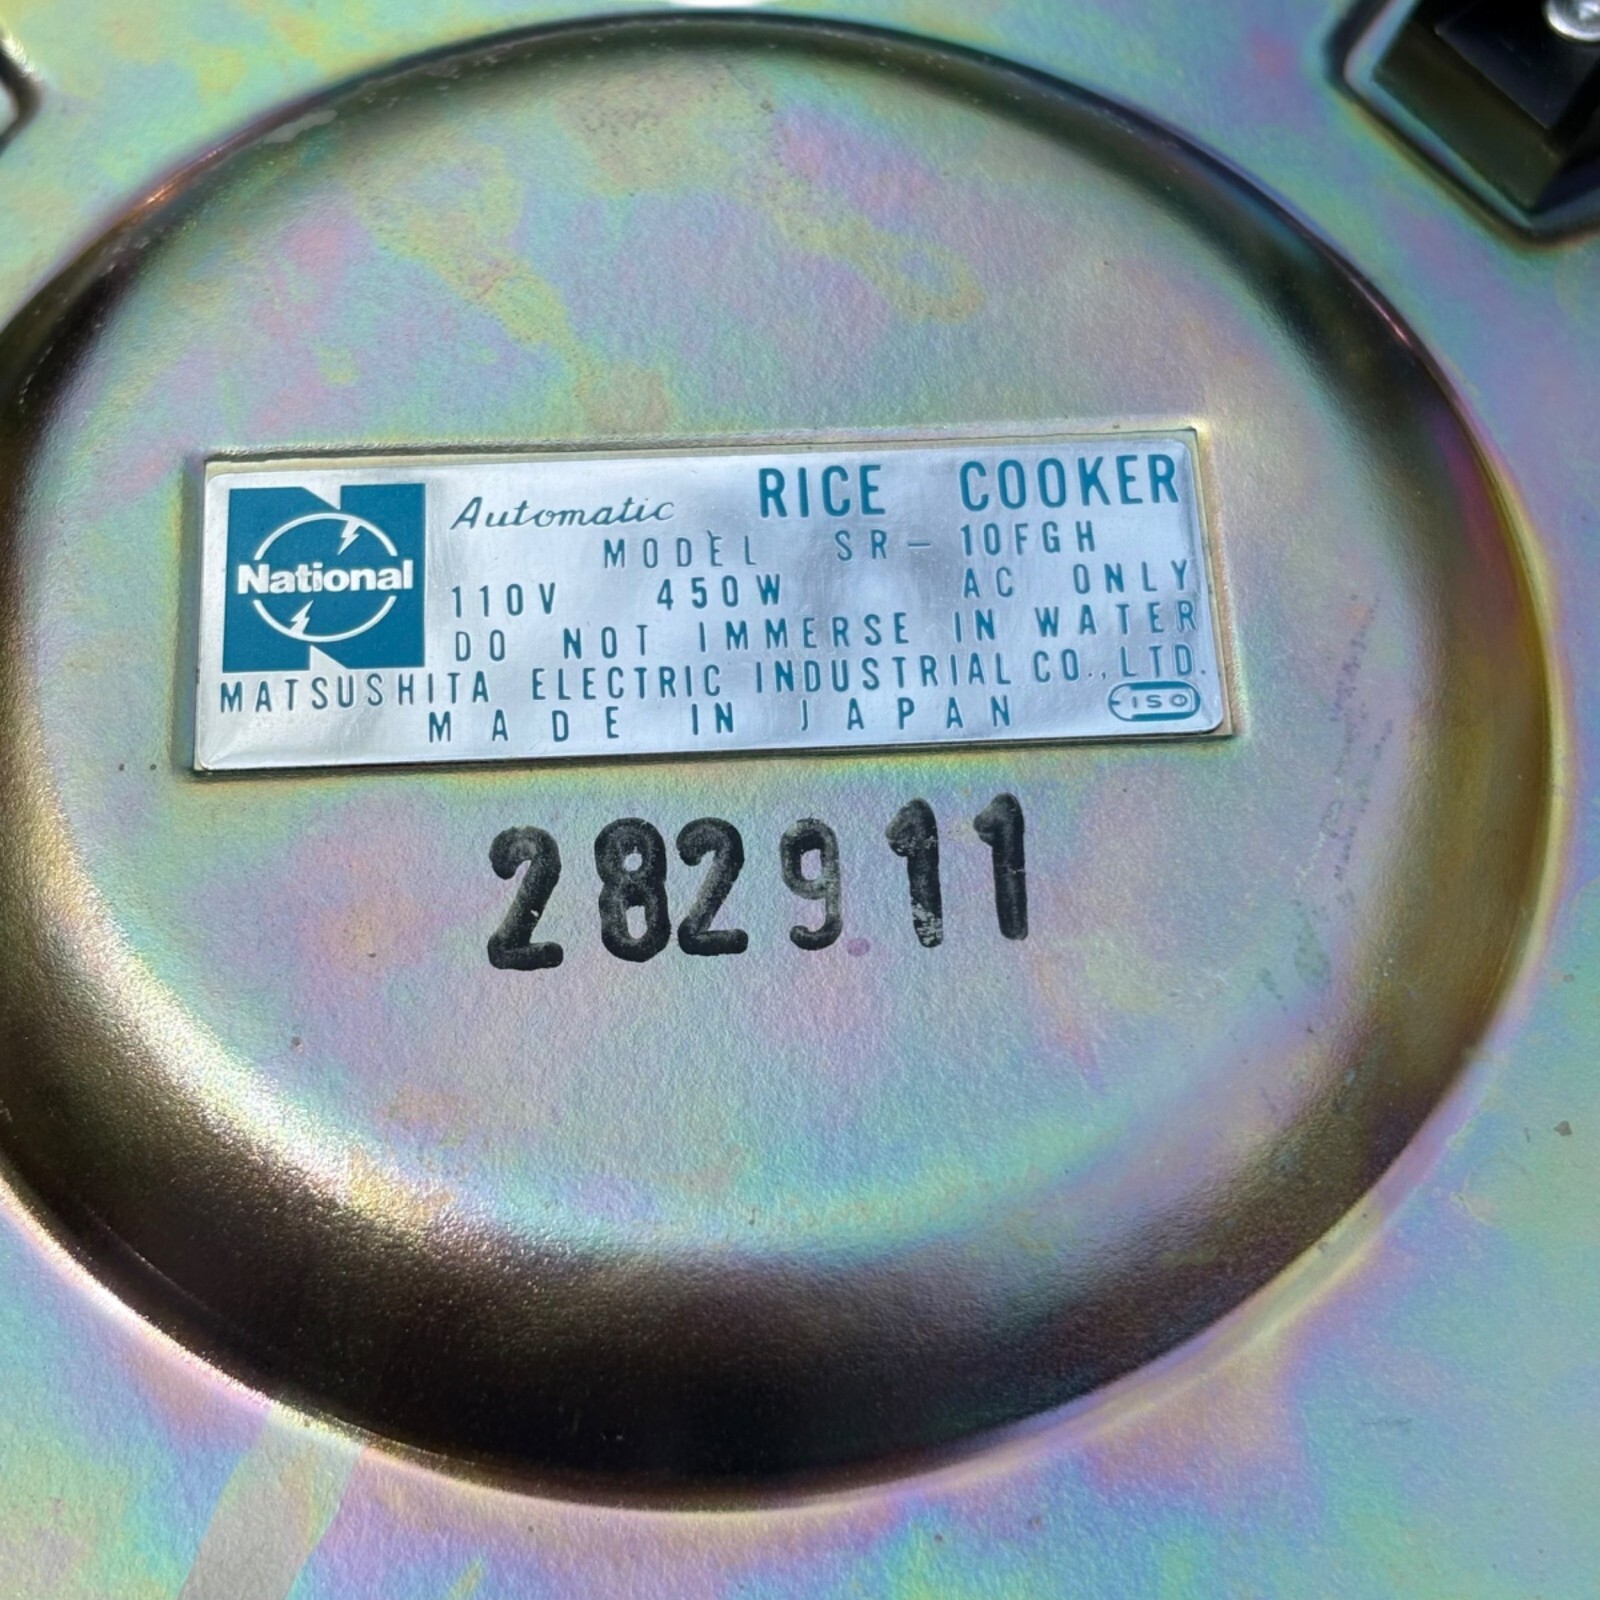 National
Automatic RICE COOKER
MODEL SR-10FGH
110V 450W AC ONLY
DO NOT IMMERSE IN WATER
MATSUSHITA ELECTRIC INDUSTRIAL CO., LTD.
MADE IN JAPAN
ISO
282911